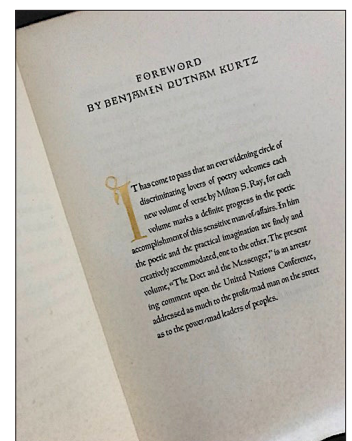 FOREWORD
BY BENJAMIN PUTNAM KURTZ
IT has come to pass that an ever widening circle of
discriminating lovers of poetry welcomes each
new volume of verse by Milton S. Ray, for each
volume marks a definite progress in the poetic
accomplishment of this sensitive man-of-affairs. In him
the poetic and the practical imagination are finely and
creatively accommodated, one to the other. The present
volume, "The Poet and the Messenger," is an arrest-
ing comment upon the United Nations Conference,
addressed as much to the profit-mad man on the street
as to the power-mad leaders of peoples.